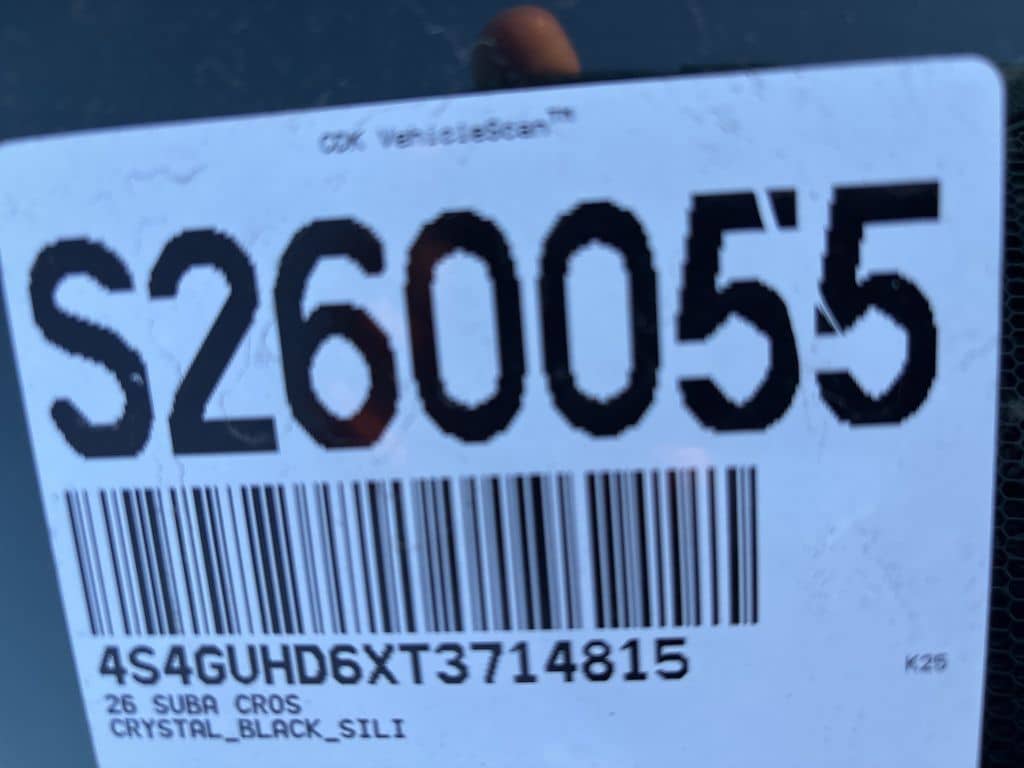 CDK VehicleScan™
S260055
4S4GUHD6XT3714815
K25
26 SUBA CROS
CRYSTAL_BLACK_SILI